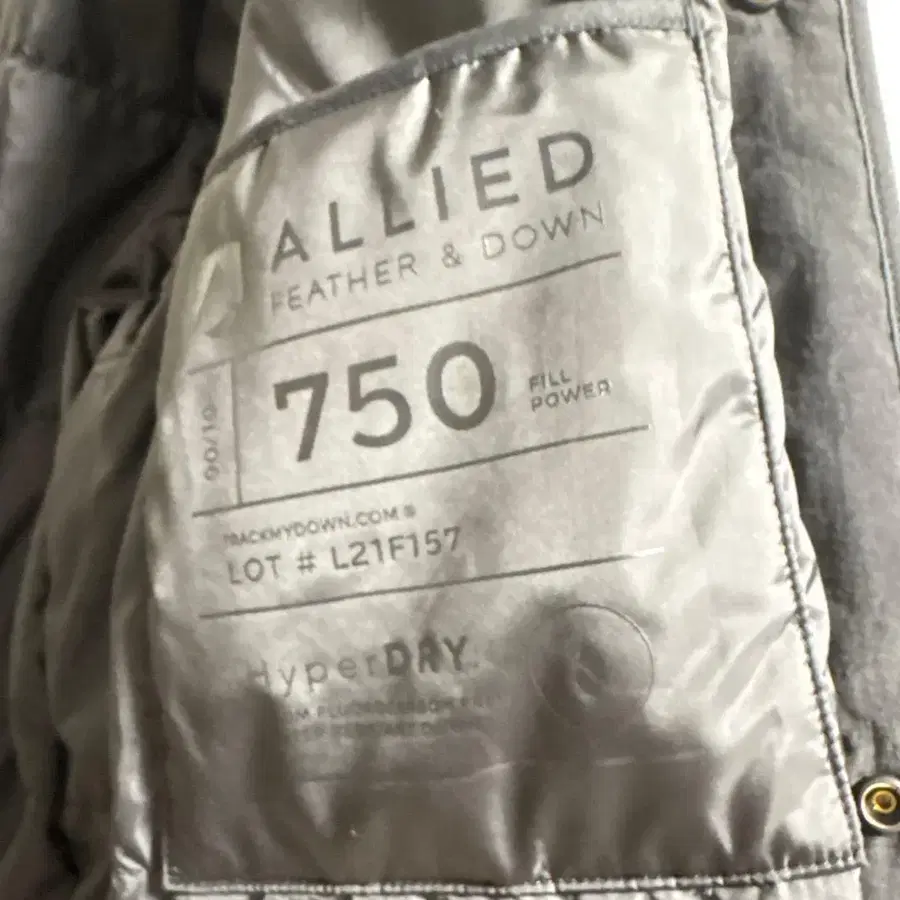 ALLIED
FEATHER & DOWN
90/10
750
FILL
POWER
TRACKMYDOWN.COM ®
LOT # L21F157
HyperDRY